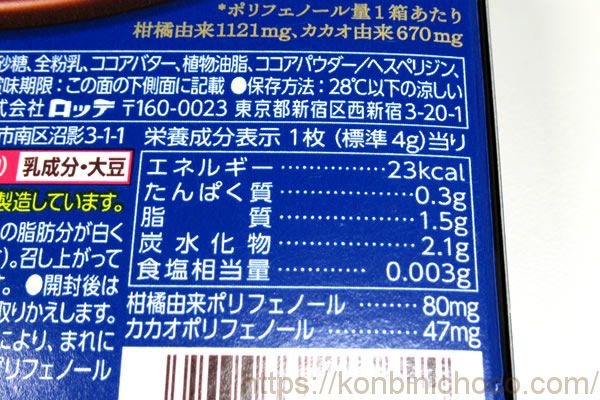 *ポリフェノール量1箱あたり
柑橘由来1121mg、カカオ由来670mg
砂糖、全粉乳、ココアバター、植物油脂、ココアパウダー/ヘスペリジン、
賞味期限：この面の下側面に記載 ●保存方法：28℃以下の涼しい
式会社 ロッテ 〒160-0023 東京都新宿区西新宿3-20-1
市南区沼影3-1-1
栄養成分表示 1枚(標準4g)当り
乳成分・大豆
エネルギー……………23kcal
たんぱく質……………0.3g
脂質……………1.5g
炭水化物……………2.1g
食塩相当量…………0.003g
柑橘由来ポリフェノール………80mg
カカオポリフェノール………47mg
製造しています。
の脂肪分が白く
)。召し上がって
す。●開封後は
取りかえします。
により、まれに
ポリフェノール
https://konbinichoco.com/